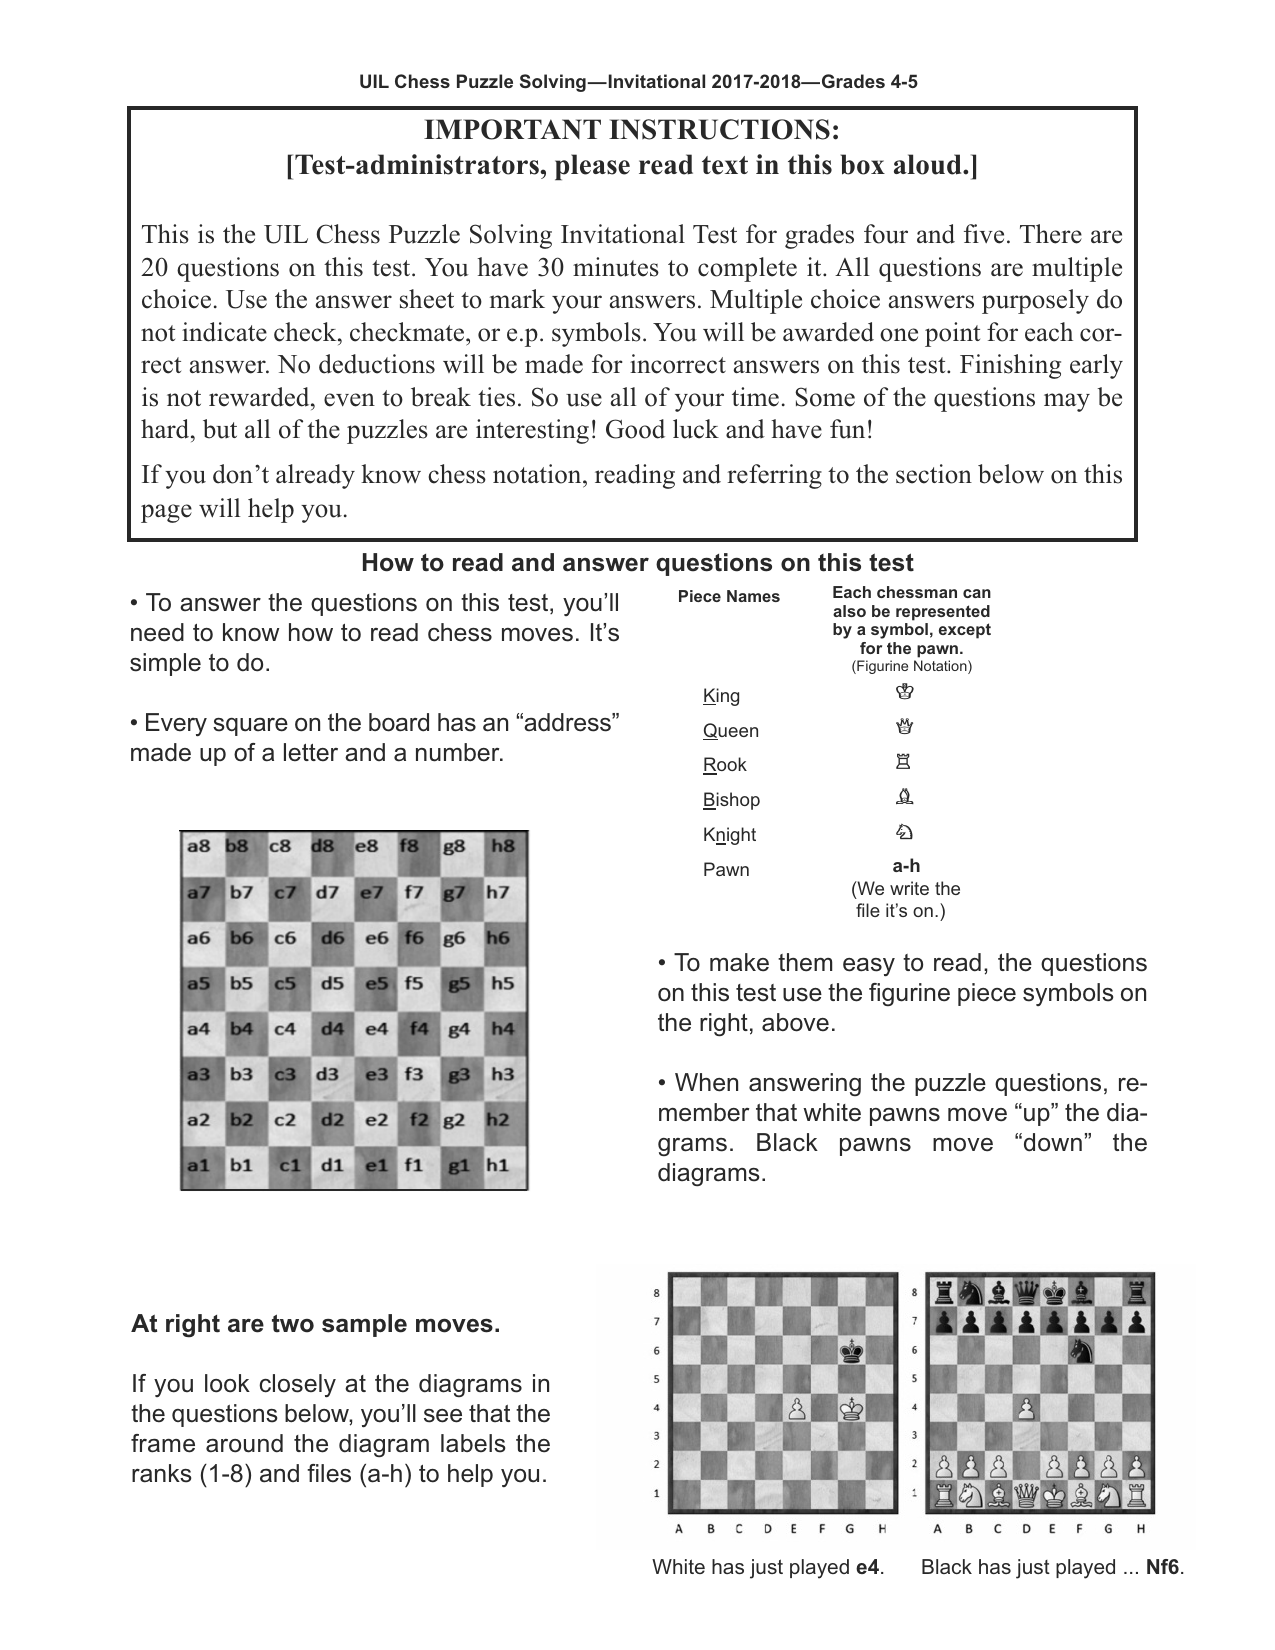 UIL Chess Puzzle Solving—Invitational 2017-2018—Grades 4-5
IMPORTANT INSTRUCTIONS:
[Test-administrators, please read text in this box aloud.]
This is the UIL Chess Puzzle Solving Invitational Test for grades four and five. There are
20 questions on this test. You have 30 minutes to complete it. All questions are multiple
choice. Use the answer sheet to mark your answers. Multiple choice answers purposely do
not indicate check, checkmate, or e.p. symbols. You will be awarded one point for each cor-
rect answer. No deductions will be made for incorrect answers on this test. Finishing early
is not rewarded, even to break ties. So use all of your time. Some of the questions may be
hard, but all of the puzzles are interesting! Good luck and have fun!
If you don’t already know chess notation, reading and referring to the section below on this
page will help you.
How to read and answer questions on this test
• To answer the questions on this test, you’ll
need to know how to read chess moves. It’s
simple to do.
• Every square on the board has an “address”
made up of a letter and a number.
a8 b8 c8 d8 e8 f8 g8 h8
a7 b7 c7 d7 e7 f7 g7 h7
a6 b6 c6 d6 e6 f6 g6 h6
a5 b5 c5 d5 e5 f5 g5 h5
a4 b4 c4 d4 e4 f4 g4 h4
a3 b3 c3 d3 e3 f3 g3 h3
a2 b2 c2 d2 e2 f2 g2 h2
a1 b1 c1 d1 e1 f1 g1 h1
Piece Names
Each chessman can
also be represented
by a symbol, except
for the pawn.
(Figurine Notation)
King ♔
Queen ♕
Rook ♖
Bishop ♗
Knight ♘
Pawn a-h
(We write the
file it’s on.)
• To make them easy to read, the questions
on this test use the figurine piece symbols on
the right, above.
• When answering the puzzle questions, re-
member that white pawns move “up” the dia-
grams. Black pawns move “down” the
diagrams.
At right are two sample moves.
If you look closely at the diagrams in
the questions below, you’ll see that the
frame around the diagram labels the
ranks (1-8) and files (a-h) to help you.
8
7
6
5
4
3
2
1
A B C D E F G H
White has just played e4.
8
7
6
5
4
3
2
1
A B C D E F G H
Black has just played ... Nf6.